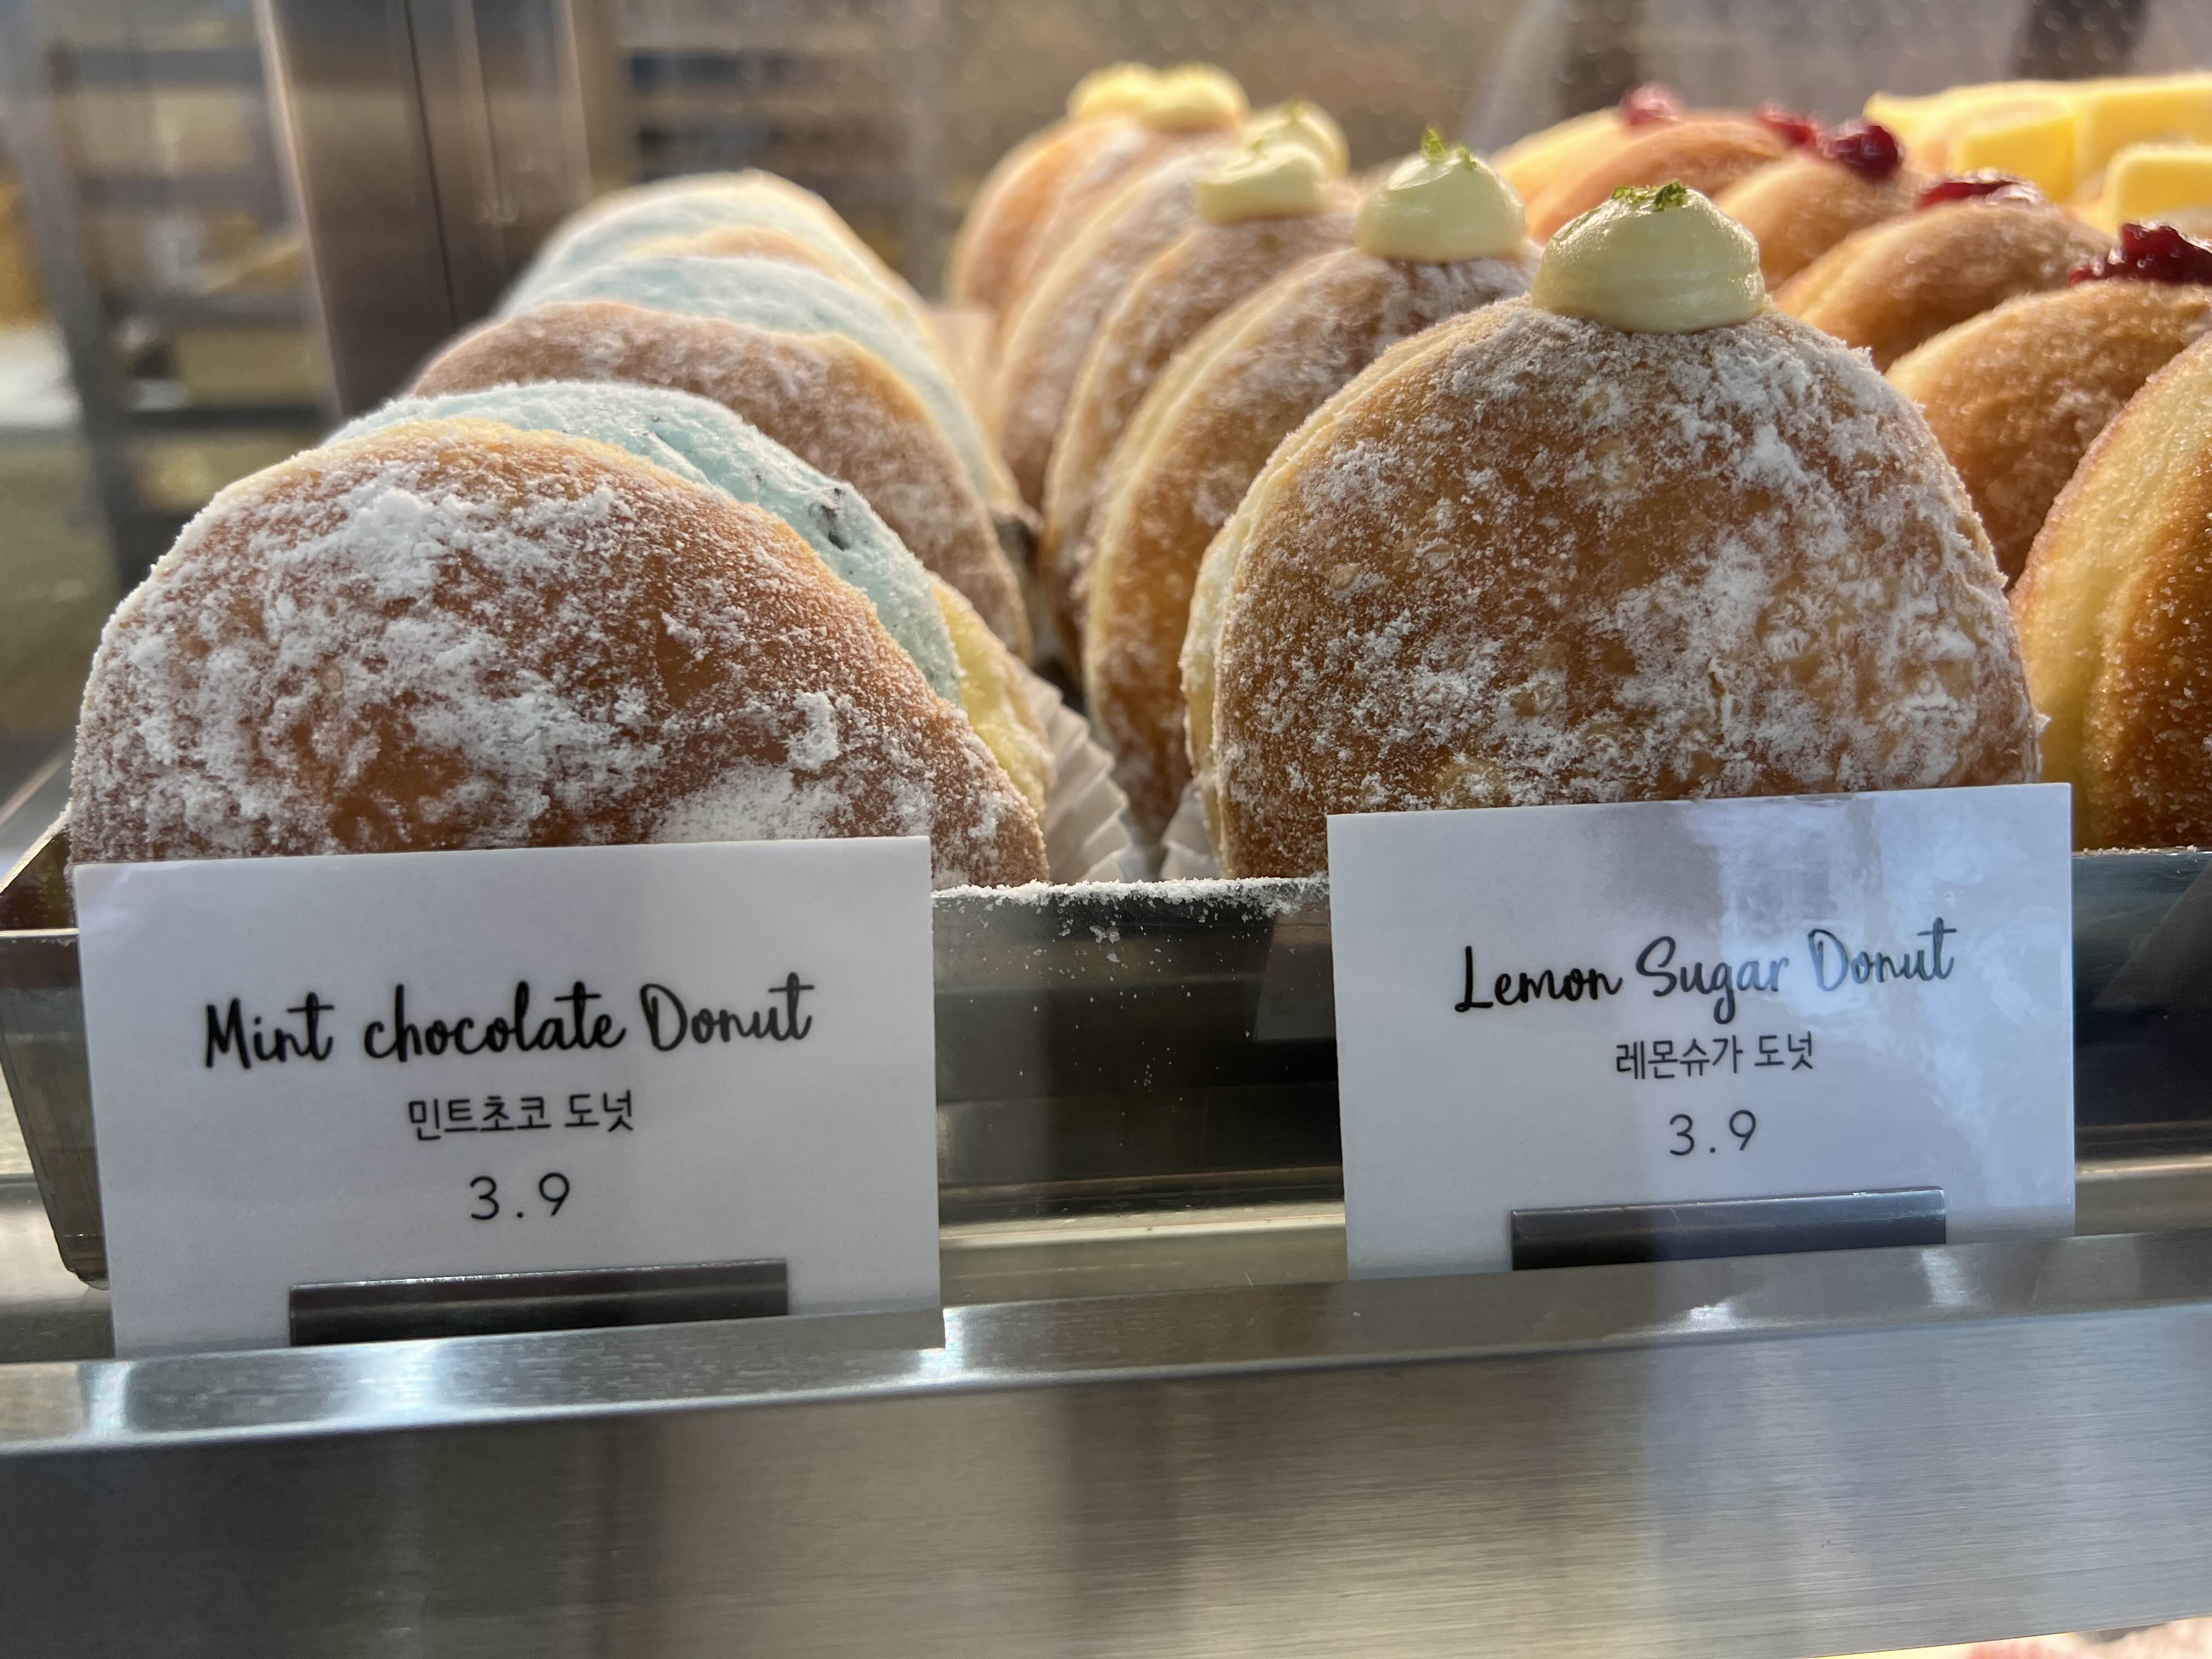 Mint chocolate Donut
민트초코 도넛
3.9
Lemon Sugar Donut
레몬슈가 도넛
3.9